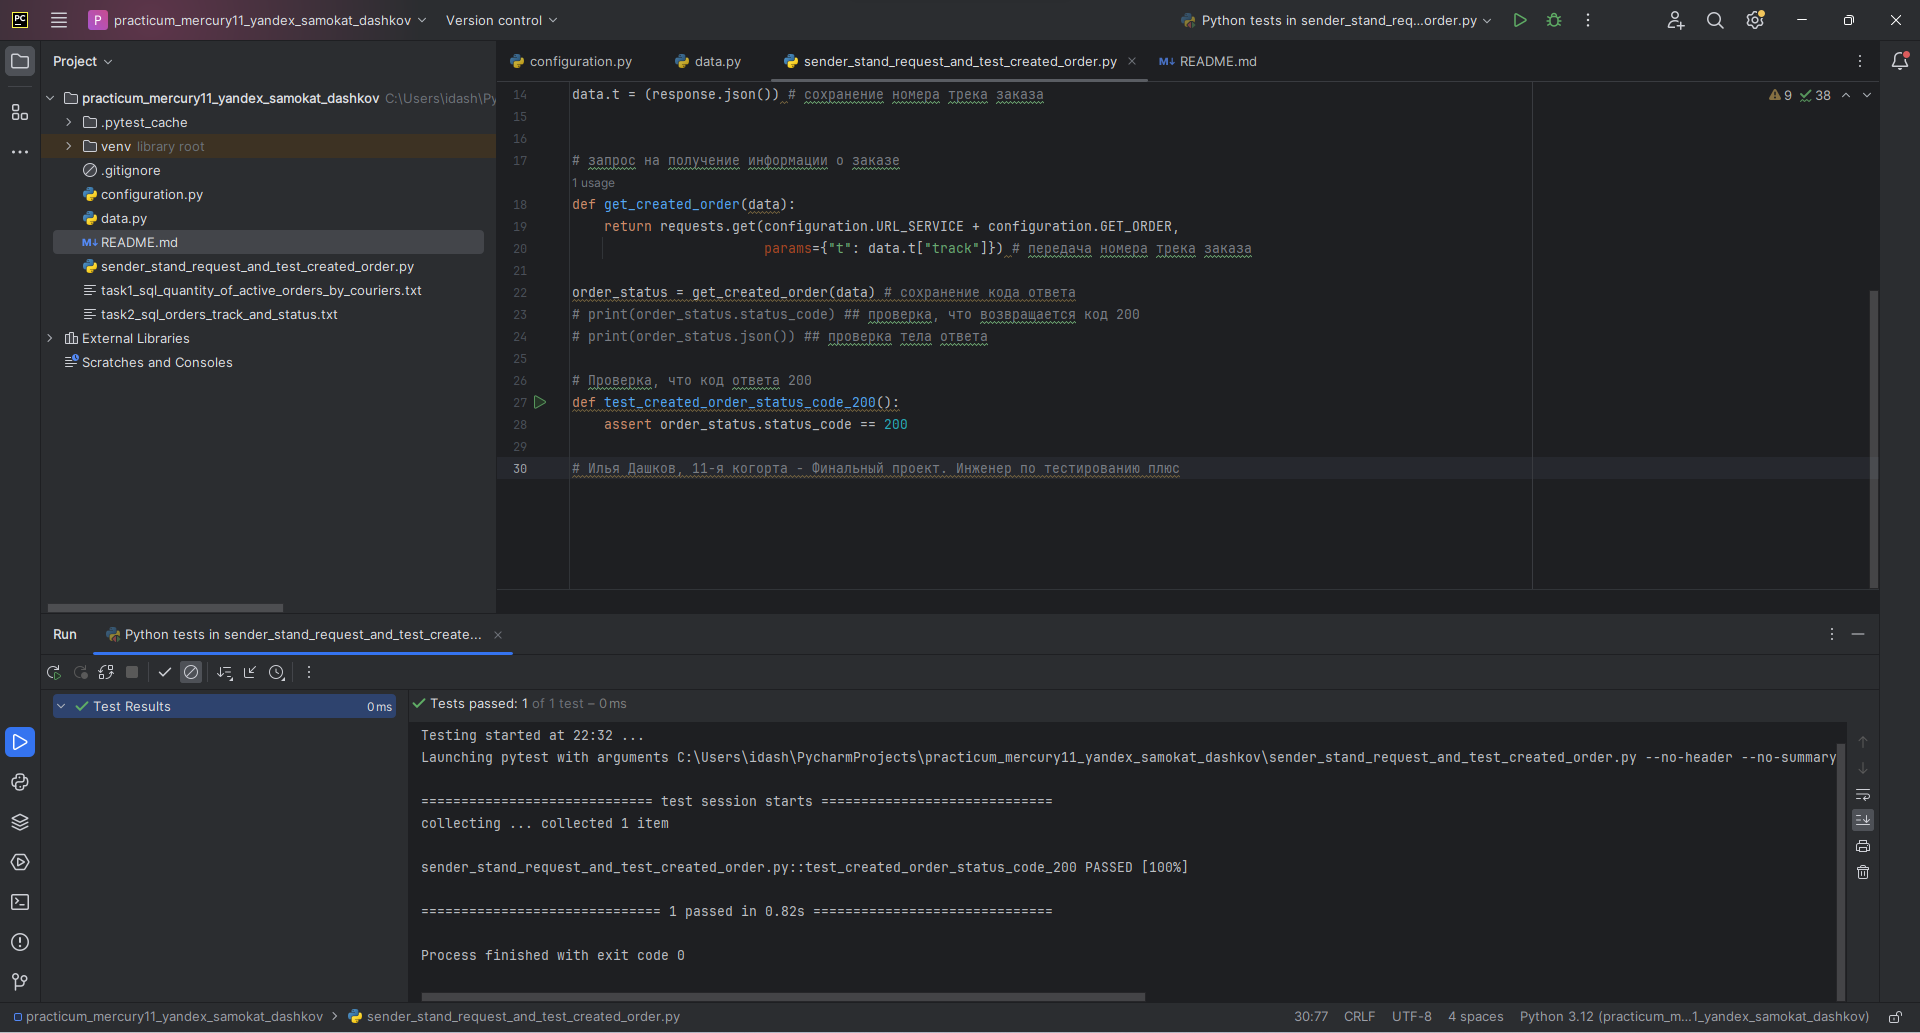 PC
P practicum_mercury11_yandex_samokat_dashkov
Version control
Python tests in sender_stand_req...order.py
Project
configuration.py
data.py
sender_stand_request_and_test_created_order.py
M↓ README.md
practicum_mercury11_yandex_samokat_dashkov C:\Users\idash\Py
.pytest_cache
venv library root
.gitignore
configuration.py
data.py
M↓ README.md
sender_stand_request_and_test_created_order.py
task1_sql_quantity_of_active_orders_by_couriers.txt
task2_sql_orders_track_and_status.txt
External Libraries
Scratches and Consoles
9 38
14 data.t = (response.json()) # сохранение номера трека заказа
15
16
17 # запрос на получение информации о заказе
1 usage
18 def get_created_order(data):
19 return requests.get(configuration.URL_SERVICE + configuration.GET_ORDER,
20 params={"t": data.t["track"]}) # передача номера трека заказа
21
22 order_status = get_created_order(data) # сохранение кода ответа
23 # print(order_status.status_code) ## проверка, что возвращается код 200
24 # print(order_status.json()) ## проверка тела ответа
25
26 # Проверка, что код ответа 200
27 def test_created_order_status_code_200():
28 assert order_status.status_code == 200
29
30 # Илья Дашков, 11-я когорта - Финальный проект. Инженер по тестированию плюс
Run
Python tests in sender_stand_request_and_test_create...
Test Results 0 ms
Tests passed: 1 of 1 test – 0 ms
Testing started at 22:32 ...
Launching pytest with arguments C:\Users\idash\PycharmProjects\practicum_mercury11_yandex_samokat_dashkov\sender_stand_request_and_test_created_order.py --no-header --no-summary
============================= test session starts =============================
collecting ... collected 1 item
sender_stand_request_and_test_created_order.py::test_created_order_status_code_200 PASSED [100%]
============================== 1 passed in 0.82s ==============================
Process finished with exit code 0
practicum_mercury11_yandex_samokat_dashkov > sender_stand_request_and_test_created_order.py
30:77 CRLF UTF-8 4 spaces Python 3.12 (practicum_m...1_yandex_samokat_dashkov)